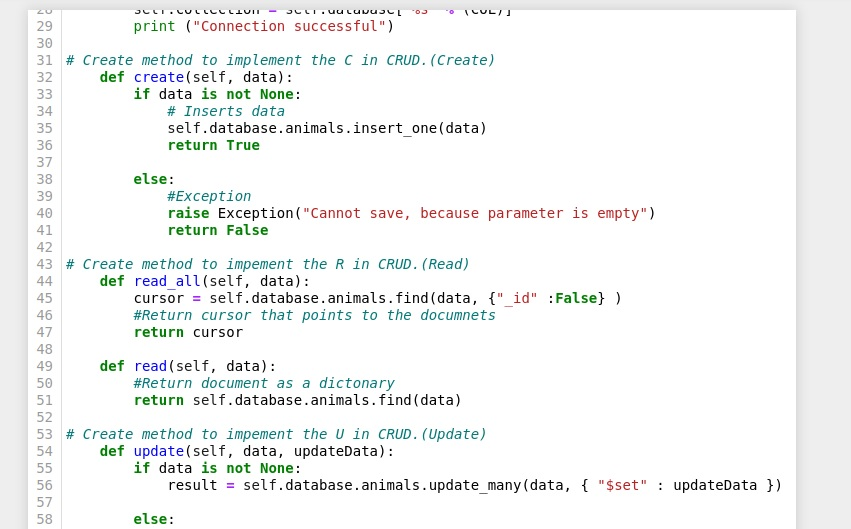 28 self.collection = self.database['%s' % (COL)]
29 print ("Connection successful")
30
31 # Create method to implement the C in CRUD.(Create)
32 def create(self, data):
33 if data is not None:
34 # Inserts data
35 self.database.animals.insert_one(data)
36 return True
37
38 else:
39 #Exception
40 raise Exception("Cannot save, because parameter is empty")
41 return False
42
43 # Create method to impement the R in CRUD.(Read)
44 def read_all(self, data):
45 cursor = self.database.animals.find(data, {"_id" :False} )
46 #Return cursor that points to the documnets
47 return cursor
48
49 def read(self, data):
50 #Return document as a dictonary
51 return self.database.animals.find(data)
52
53 # Create method to impement the U in CRUD.(Update)
54 def update(self, data, updateData):
55 if data is not None:
56 result = self.database.animals.update_many(data, { "$set" : updateData })
57
58 else: